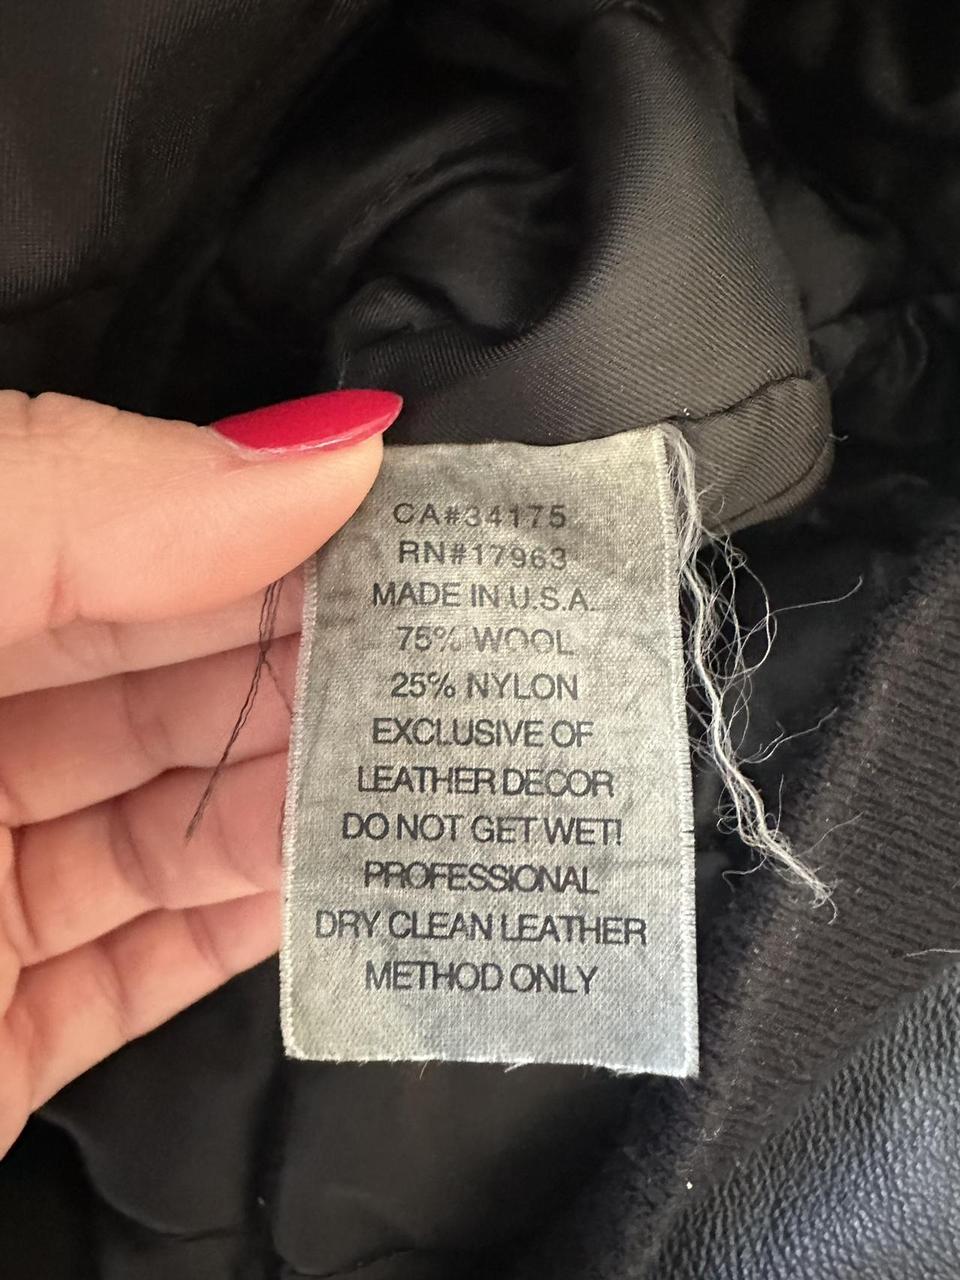 CA#34175
RN#17963
MADE IN U.S.A.
75% WOOL
25% NYLON
EXCLUSIVE OF
LEATHER DECOR
DO NOT GET WET!
PROFESSIONAL
DRY CLEAN LEATHER
METHOD ONLY